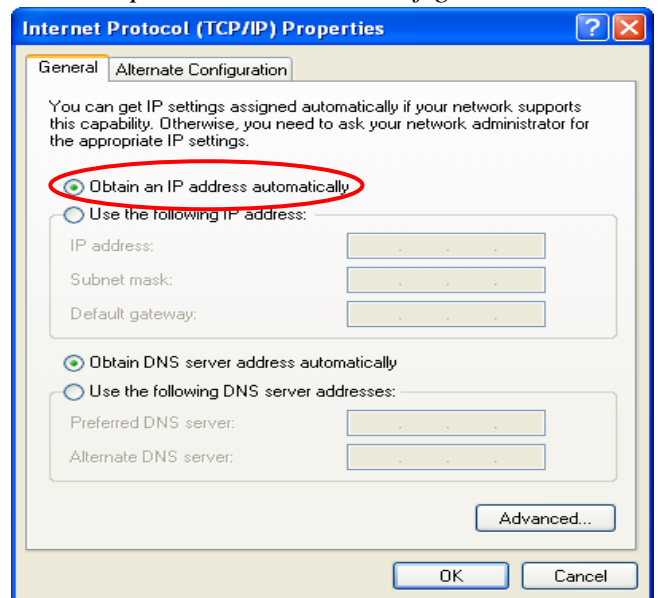 Internet Protocol (TCP/IP) Properties
General
Alternate Configuration
You can get IP settings assigned automatically if your network supports
this capability. Otherwise, you need to ask your network administrator for
the appropriate IP settings.
Obtain an IP address automatically
Use the following IP address:
IP address:
Subnet mask:
Default gateway:
Obtain DNS server address automatically
Use the following DNS server addresses:
Preferred DNS server:
Alternate DNS server:
Advanced...
OK
Cancel